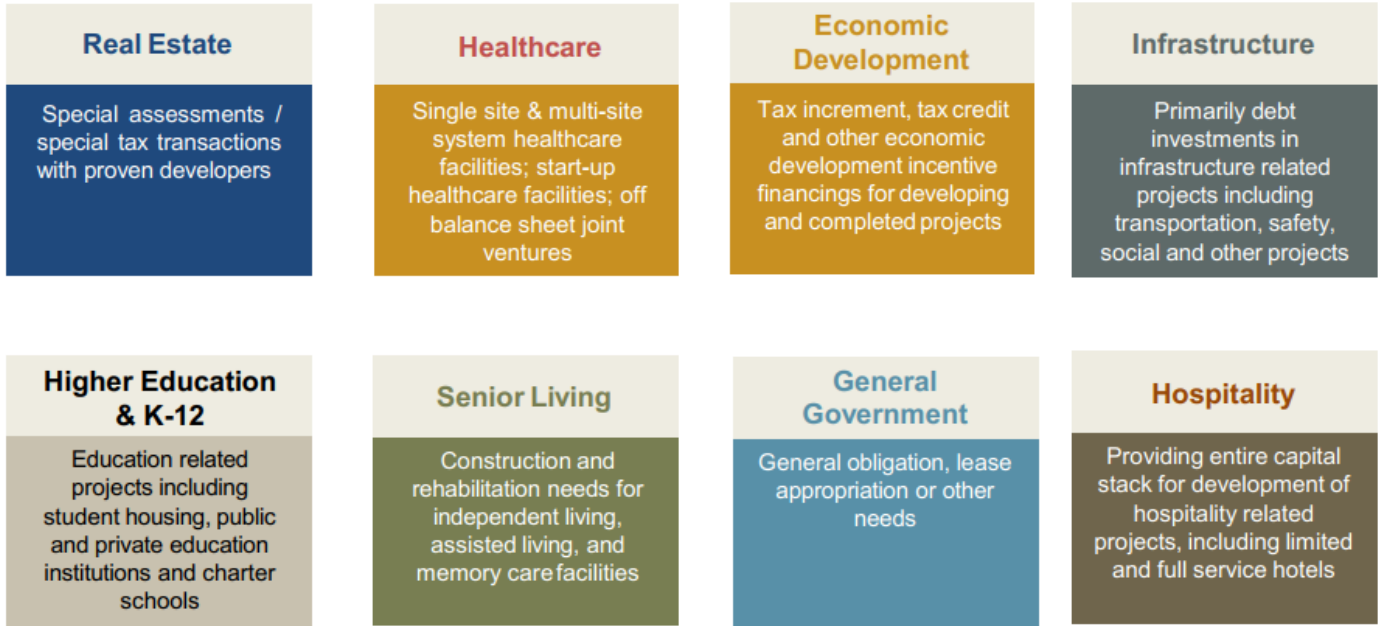 Real Estate
Special assessments /
special tax transactions
with proven developers
Healthcare
Single site & multi-site
system healthcare
facilities; start-up
healthcare facilities; off
balance sheet joint
ventures
Economic
Development
Tax increment, tax credit
and other economic
development incentive
financings for developing
and completed projects
Infrastructure
Primarily debt
investments in
infrastructure related
projects including
transportation, safety,
social and other projects
Higher Education
& K-12
Education related
projects including
student housing, public
and private education
institutions and charter
schools
Senior Living
Construction and
rehabilitation needs for
independent living,
assisted living, and
memory care facilities
General
Government
General obligation, lease
appropriation or other
needs
Hospitality
Providing entire capital
stack for development of
hospitality related
projects, including limited
and full service hotels